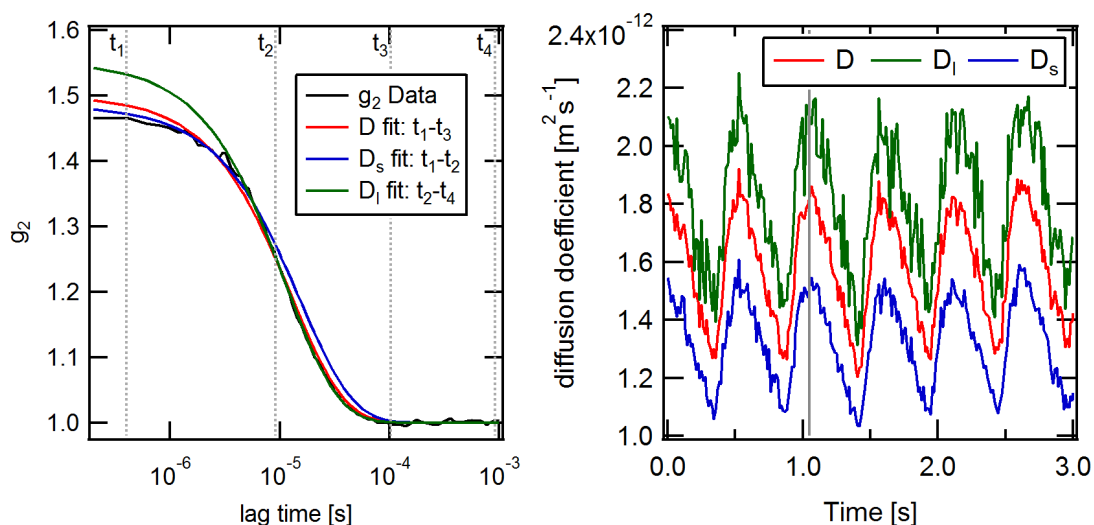 t₁ t₂ t₃ t₄
1.6
1.5
1.4
1.3
1.2
1.1
1.0
g₂
g₂ Data
D fit: t₁-t₃
Dₛ fit: t₁-t₂
Dₗ fit: t₂-t₄
10⁻⁶ 10⁻⁵ 10⁻⁴ 10⁻³
lag time [s]
2.4x10⁻¹²
2.2
2.0
1.8
1.6
1.4
1.2
1.0
diffusion doefficient [m² s⁻¹]
D Dₗ Dₛ
0.0 1.0 2.0 3.0
Time [s]